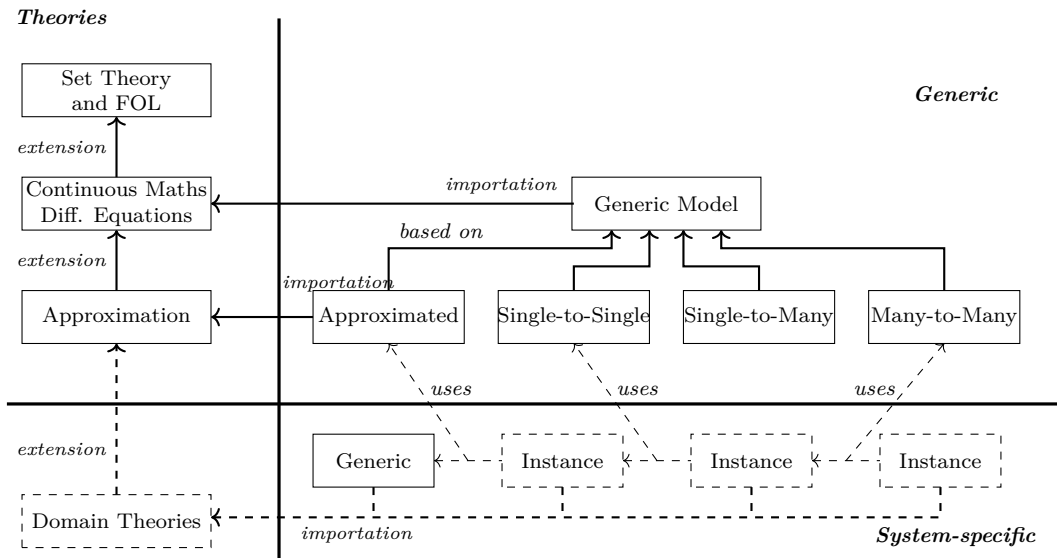 Theories
Set Theory
and FOL
Generic
extension
Continuous Maths
Diff. Equations
importation
Generic Model
based on
extension
importation
Approximation
Approximated
Single-to-Single
Single-to-Many
Many-to-Many
uses
uses
uses
extension
Generic
Instance
Instance
Instance
Domain Theories
importation
System-specific